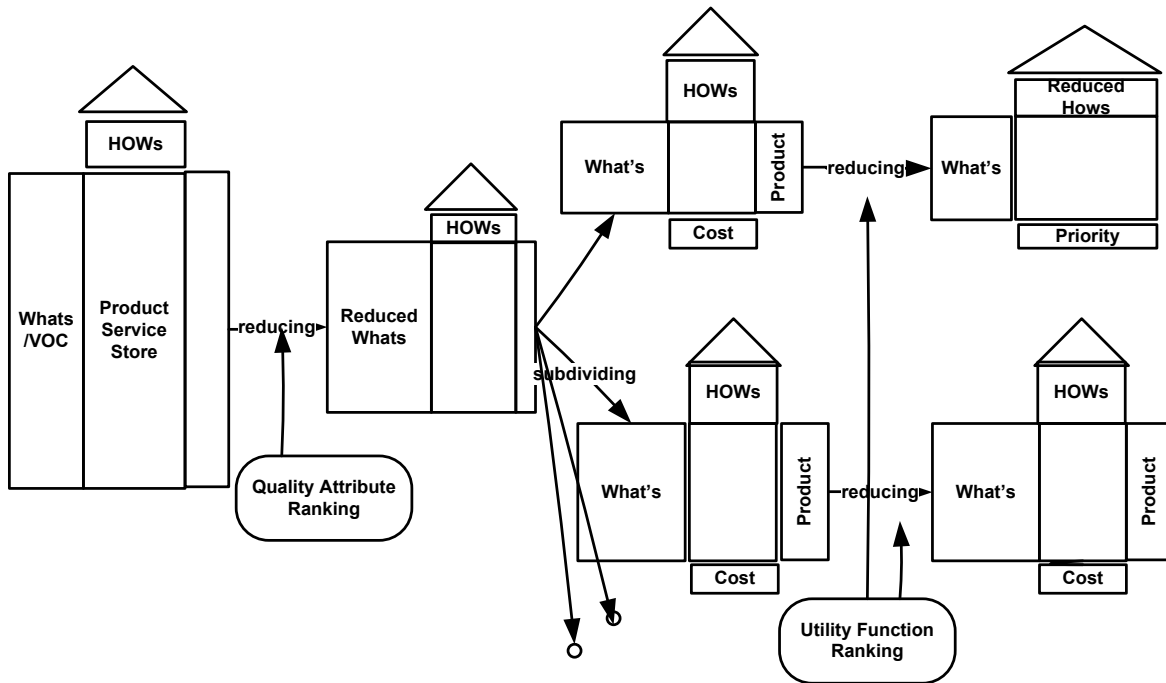 HOWs
Whats
/VOC
Product
Service
Store
reducing
Quality Attribute
Ranking
HOWs
Reduced
Whats
subdividing
HOWs
What's
Product
Cost
reducing
Reduced
Hows
What's
Priority
HOWs
What's
Product
Cost
reducing
HOWs
What's
Product
Cost
Utility Function
Ranking